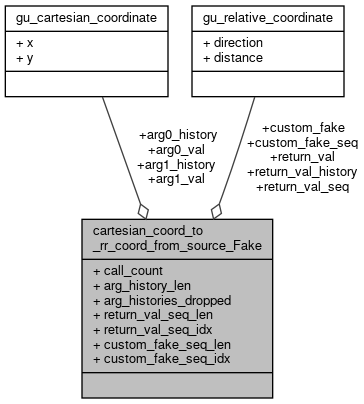 gu_cartesian_coordinate
+ x
+ y
gu_relative_coordinate
+ direction
+ distance
+arg0_history
+arg0_val
+arg1_history
+arg1_val
+custom_fake
+custom_fake_seq
+return_val
+return_val_history
+return_val_seq
cartesian_coord_to
_rr_coord_from_source_Fake
+ call_count
+ arg_history_len
+ arg_histories_dropped
+ return_val_seq_len
+ return_val_seq_idx
+ custom_fake_seq_len
+ custom_fake_seq_idx